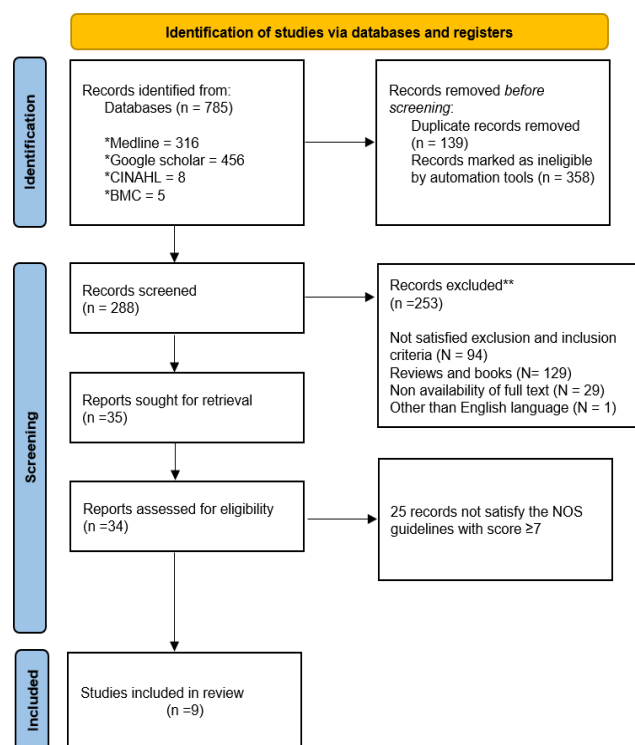 Identification of studies via databases and registers
Identification
Records identified from:
Databases (n = 785)
*Medline = 316
*Google scholar = 456
*CINAHL = 8
*BMC = 5
Records removed before
screening:
Duplicate records removed
(n = 139)
Records marked as ineligible
by automation tools (n = 358)
Screening
Records screened
(n = 288)
Records excluded**
(n =253)
Not satisfied exclusion and inclusion
criteria (N = 94)
Reviews and books (N= 129)
Non availability of full text (N = 29)
Other than English language (N = 1)
Reports sought for retrieval
(n =35)
Reports assessed for eligibility
(n =34)
25 records not satisfy the NOS
guidelines with score ≥7
Included
Studies included in review
(n =9)